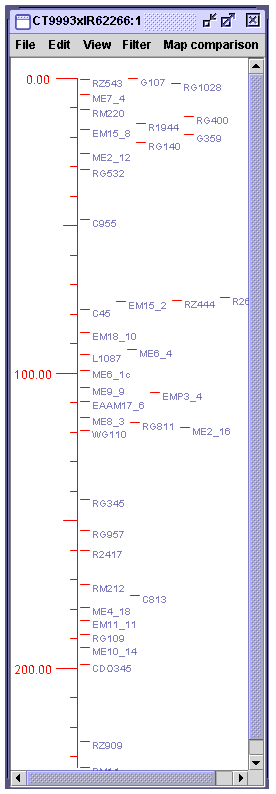 CT9993xIR62266:1
File Edit View Filter Map comparison
0.00
RZ543 G107 RG1028
ME7_4
RM220 RG400
EM15_8 R1944 G359
RG140
ME2_12
RG532
C955
C45 EM15_2 RZ444 R26
EM18_10
L1087 ME6_4
100.00 ME6_1c
ME9_9 EMP3_4
EAAM17_6
ME8_3 RG811 ME2_16
WG110
RG345
RG957
R2417
RM212 C813
ME4_18
EM11_11
RG109
ME10_14
200.00 CDO345
RZ909